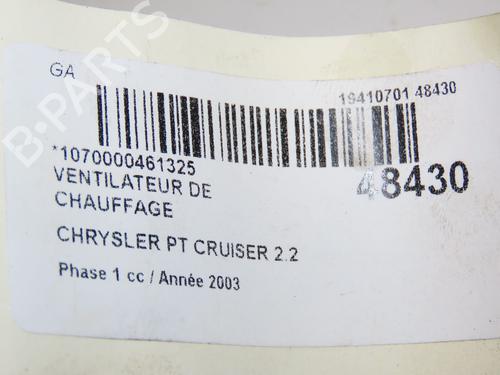 GA
19410701 48430
*1070000461325
48430
VENTILATEUR DE
CHAUFFAGE
CHRYSLER PT CRUISER 2.2
Phase 1 cc / Année 2003
B-PARTS